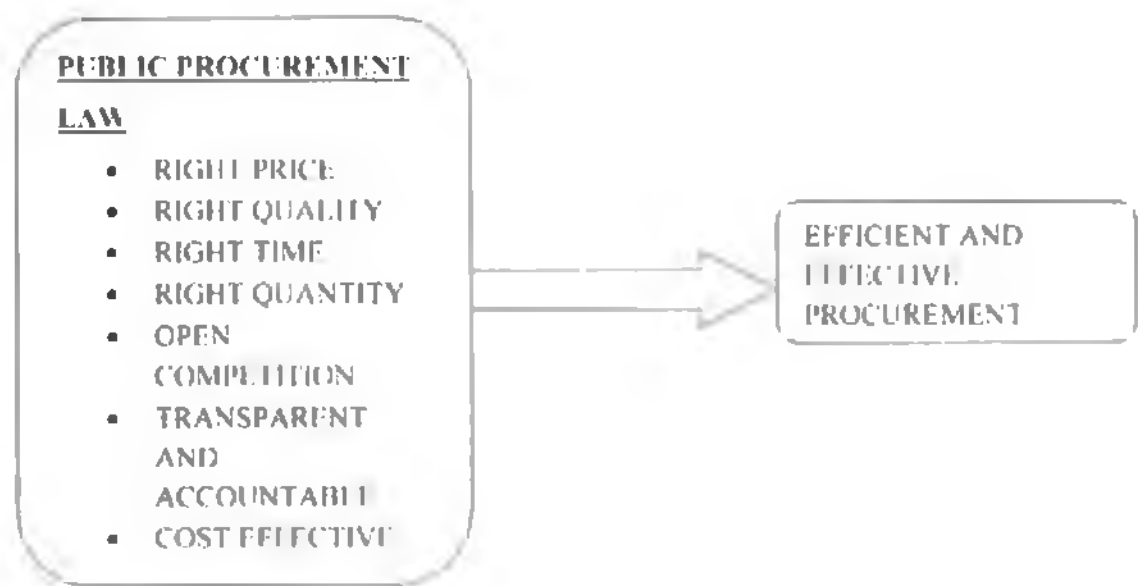 PUBLIC PROCUREMENT
LAW
• RIGHT PRICE
• RIGHT QUALITY
• RIGHT TIME
• RIGHT QUANTITY
• OPEN
COMPETITION
• TRANSPARENT
AND
ACCOUNTABLE
• COST EFFECTIVE
EFFICIENT AND
EFFECTIVE
PROCUREMENT